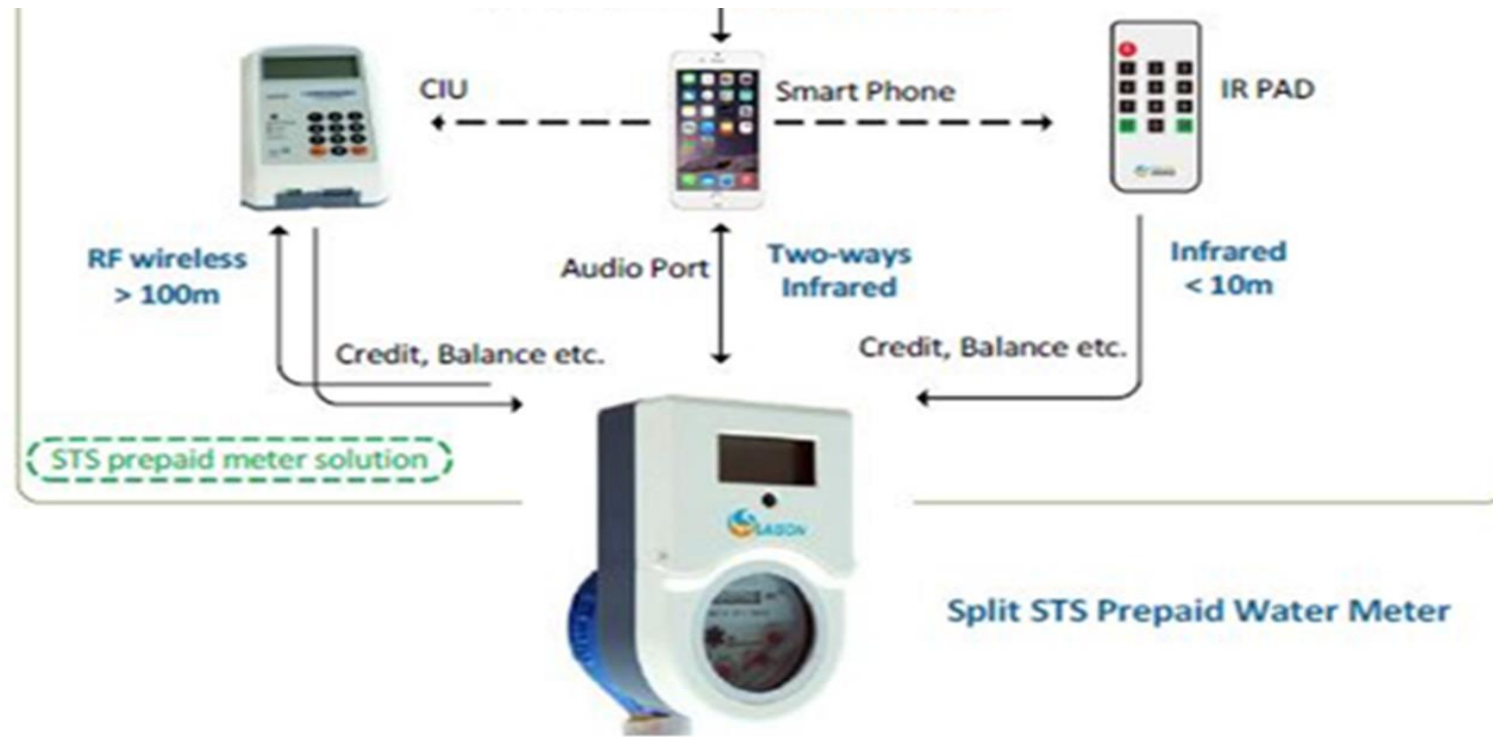 CIU
Smart Phone
IR PAD
RF wireless
> 100m
Audio Port
Two-ways
Infrared
Infrared
< 10m
Credit, Balance etc.
Credit, Balance etc.
STS prepaid meter solution
LAISON
Split STS Prepaid Water Meter